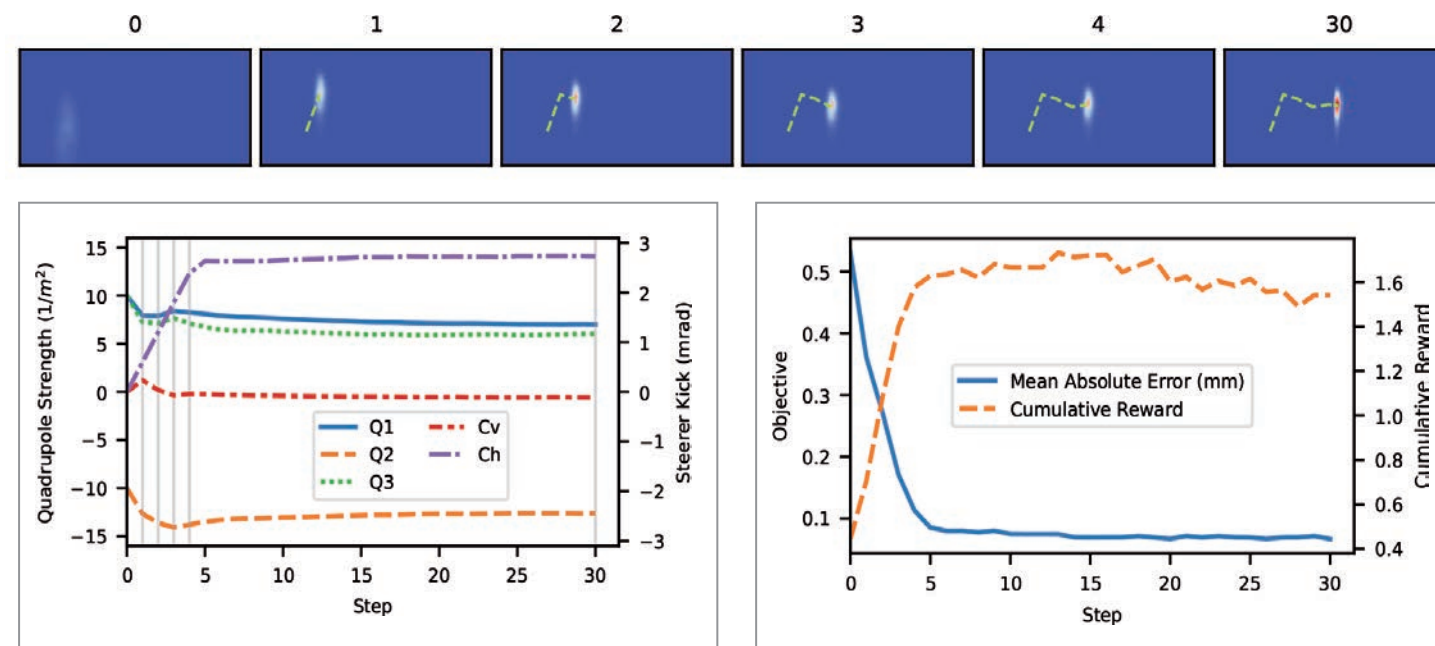 0 1 2 3 4 30
Quadrupole Strength (1/m²)
15
10
5
0
−5
−10
−15
Q1
Q2
Q3
Cv
Ch
3
2
1
0
−1
−2
−3
Steerer Kick (mrad)
0 5 10 15 20 25 30
Step
Objective
0.5
0.4
0.3
0.2
0.1
Mean Absolute Error (mm)
Cumulative Reward
1.6
1.4
1.2
1.0
0.8
0.6
0.4
Cumulative Reward
0 5 10 15 20 25 30
Step